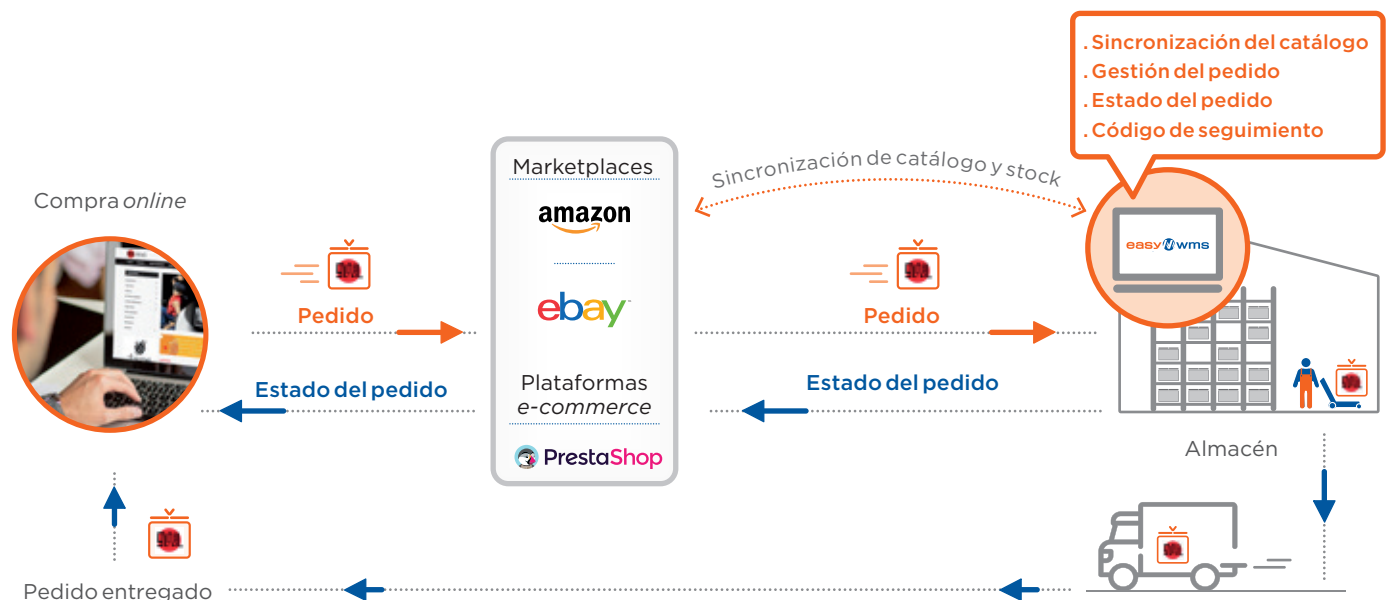 . Sincronización del catálogo
. Gestión del pedido
. Estado del pedido
. Código de seguimiento
Marketplaces
Sincronización de catálogo y stock
Compra online
amazon
easy wms
ebay
Pedido
Pedido
Estado del pedido
Estado del pedido
Plataformas
e-commerce
PrestaShop
Almacén
Pedido entregado